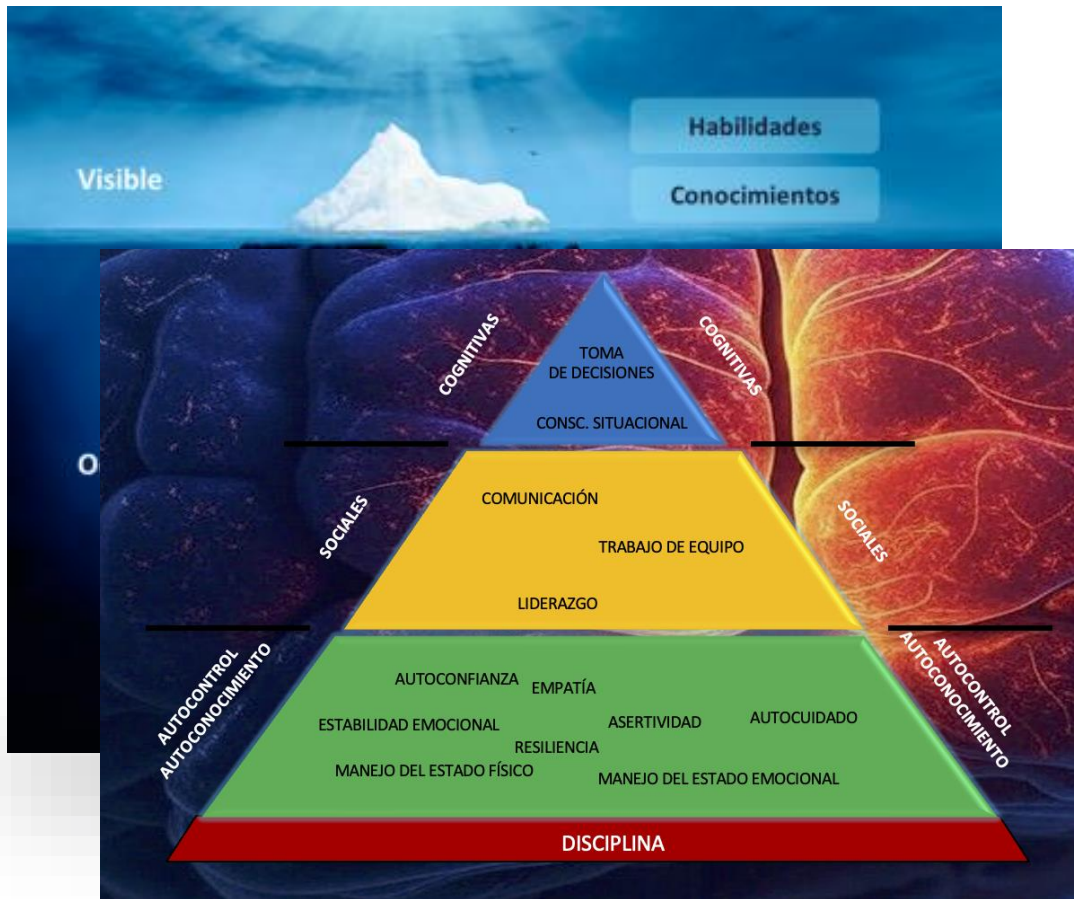 Habilidades
Visible
Conocimientos
COGNITIVAS
COGNITIVAS
TOMA
DE DECISIONES
CONSC. SITUACIONAL
SOCIALES
SOCIALES
COMUNICACIÓN
TRABAJO DE EQUIPO
LIDERAZGO
AUTOCONTROL
AUTOCONOCIMIENTO
AUTOCONTROL
AUTOCONOCIMIENTO
AUTOCONFIANZA
EMPATÍA
ESTABILIDAD EMOCIONAL
ASERTIVIDAD
AUTOCUIDADO
RESILIENCIA
MANEJO DEL ESTADO FÍSICO
MANEJO DEL ESTADO EMOCIONAL
DISCIPLINA